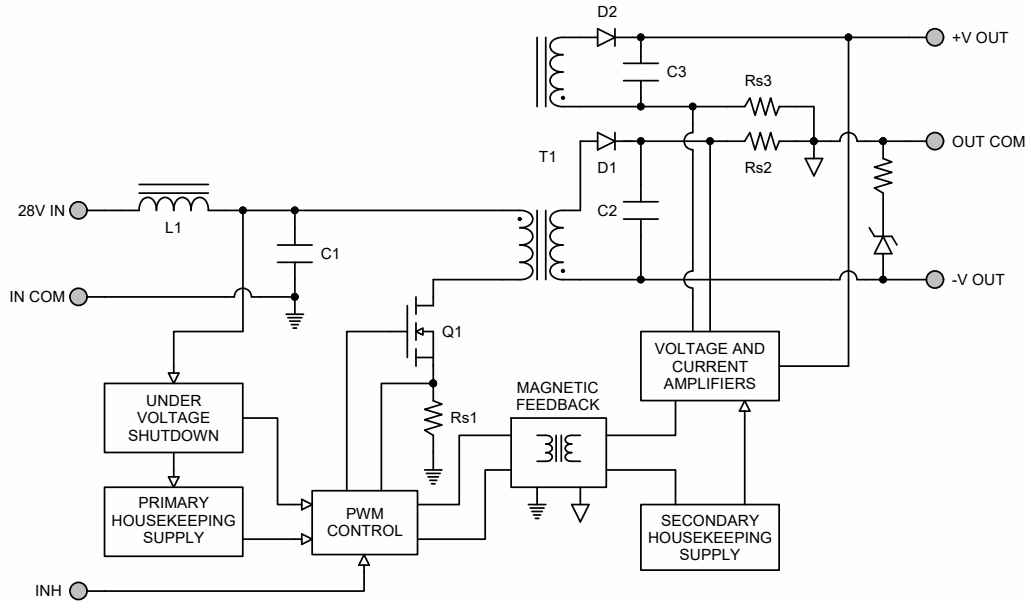 D2
+V OUT
C3
Rs3
OUT COM
T1
D1
Rs2
28V IN
L1
C2
C1
IN COM
-V OUT
Q1
VOLTAGE AND
CURRENT
AMPLIFIERS
UNDER
VOLTAGE
SHUTDOWN
Rs1
MAGNETIC
FEEDBACK
PRIMARY
HOUSEKEEPING
SUPPLY
PWM
CONTROL
SECONDARY
HOUSEKEEPING
SUPPLY
INH